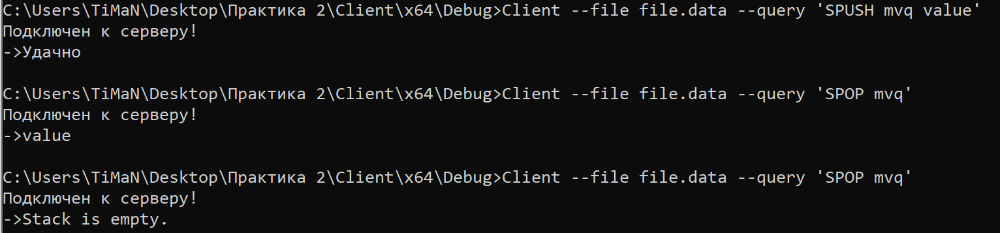 C:\Users\TiMaN\Desktop\Практика 2\Client\x64\Debug>Client --file file.data --query 'SPUSH mvq value'
Подключен к серверу!
->Удачно
C:\Users\TiMaN\Desktop\Практика 2\Client\x64\Debug>Client --file file.data --query 'SPOP mvq'
Подключен к серверу!
->value
C:\Users\TiMaN\Desktop\Практика 2\Client\x64\Debug>Client --file file.data --query 'SPOP mvq'
Подключен к серверу!
->Stack is empty.